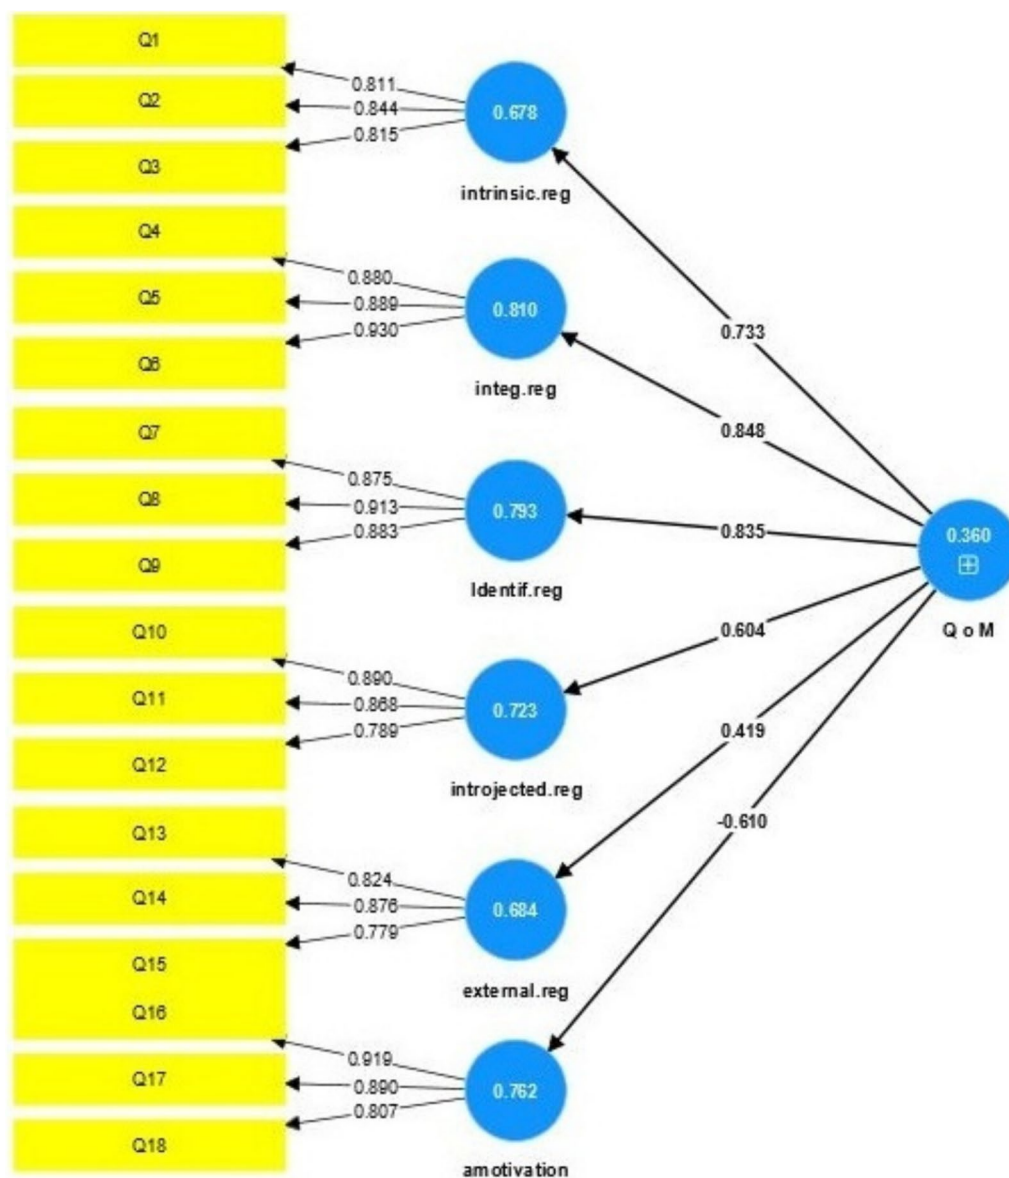 Q1
Q2
Q3
0.811
0.844
0.815
0.678
intrinsic.reg
Q4
Q5
Q6
0.880
0.889
0.930
0.810
integ.reg
Q7
Q8
Q9
0.875
0.913
0.883
0.793
Identif.reg
Q10
Q11
Q12
0.890
0.868
0.789
0.723
introjected.reg
Q13
Q14
Q15
0.824
0.876
0.779
0.684
external.reg
Q16
Q17
Q18
0.919
0.890
0.807
0.762
amotivation
0.733
0.848
0.835
0.604
0.419
-0.610
0.360
Q o M